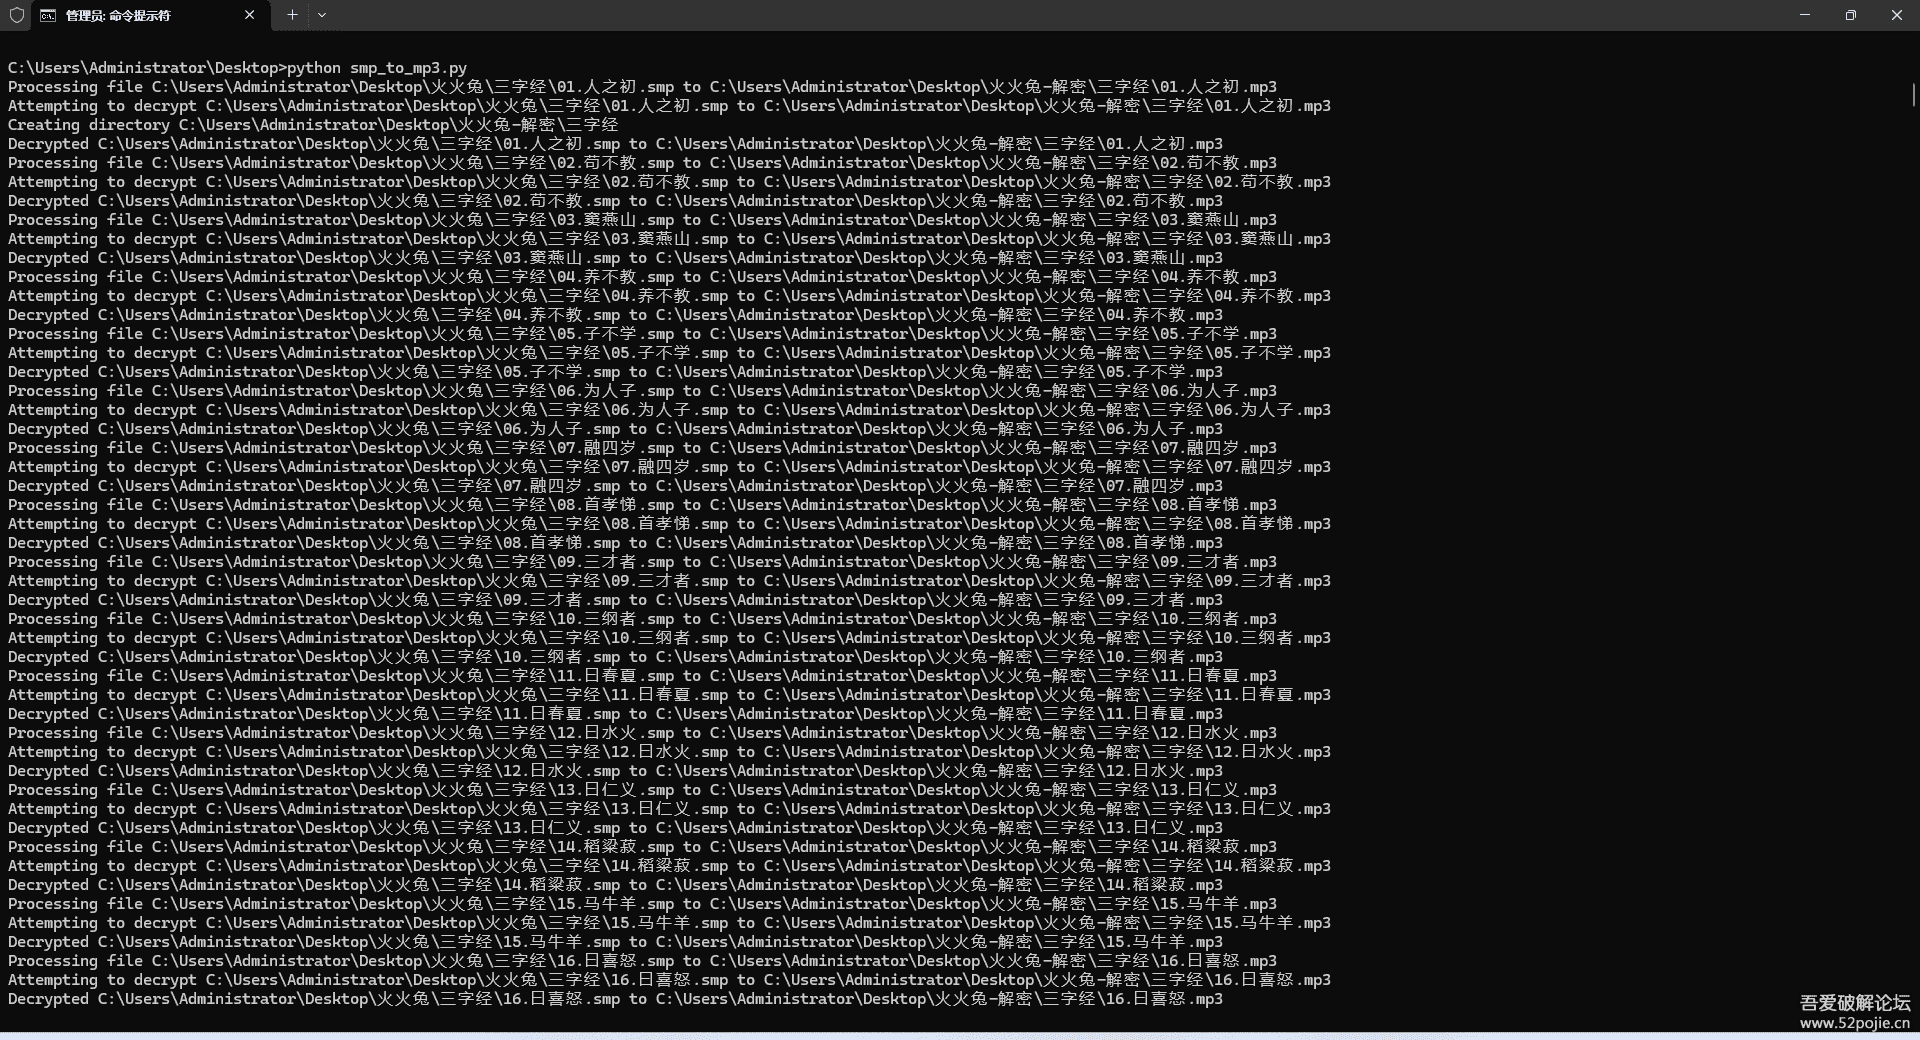 管理员: 命令提示符
C:\Users\Administrator\Desktop>python smp_to_mp3.py
Processing file C:\Users\Administrator\Desktop\火火兔\三字经\01.人之初.smp to C:\Users\Administrator\Desktop\火火兔-解密\三字经\01.人之初.mp3
Attempting to decrypt C:\Users\Administrator\Desktop\火火兔\三字经\01.人之初.smp to C:\Users\Administrator\Desktop\火火兔-解密\三字经\01.人之初.mp3
Creating directory C:\Users\Administrator\Desktop\火火兔-解密\三字经
Decrypted C:\Users\Administrator\Desktop\火火兔\三字经\01.人之初.smp to C:\Users\Administrator\Desktop\火火兔-解密\三字经\01.人之初.mp3
Processing file C:\Users\Administrator\Desktop\火火兔\三字经\02.苟不教.smp to C:\Users\Administrator\Desktop\火火兔-解密\三字经\02.苟不教.mp3
Attempting to decrypt C:\Users\Administrator\Desktop\火火兔\三字经\02.苟不教.smp to C:\Users\Administrator\Desktop\火火兔-解密\三字经\02.苟不教.mp3
Decrypted C:\Users\Administrator\Desktop\火火兔\三字经\02.苟不教.smp to C:\Users\Administrator\Desktop\火火兔-解密\三字经\02.苟不教.mp3
Processing file C:\Users\Administrator\Desktop\火火兔\三字经\03.窦燕山.smp to C:\Users\Administrator\Desktop\火火兔-解密\三字经\03.窦燕山.mp3
Attempting to decrypt C:\Users\Administrator\Desktop\火火兔\三字经\03.窦燕山.smp to C:\Users\Administrator\Desktop\火火兔-解密\三字经\03.窦燕山.mp3
Decrypted C:\Users\Administrator\Desktop\火火兔\三字经\03.窦燕山.smp to C:\Users\Administrator\Desktop\火火兔-解密\三字经\03.窦燕山.mp3
Processing file C:\Users\Administrator\Desktop\火火兔\三字经\04.养不教.smp to C:\Users\Administrator\Desktop\火火兔-解密\三字经\04.养不教.mp3
Attempting to decrypt C:\Users\Administrator\Desktop\火火兔\三字经\04.养不教.smp to C:\Users\Administrator\Desktop\火火兔-解密\三字经\04.养不教.mp3
Decrypted C:\Users\Administrator\Desktop\火火兔\三字经\04.养不教.smp to C:\Users\Administrator\Desktop\火火兔-解密\三字经\04.养不教.mp3
Processing file C:\Users\Administrator\Desktop\火火兔\三字经\05.子不学.smp to C:\Users\Administrator\Desktop\火火兔-解密\三字经\05.子不学.mp3
Attempting to decrypt C:\Users\Administrator\Desktop\火火兔\三字经\05.子不学.smp to C:\Users\Administrator\Desktop\火火兔-解密\三字经\05.子不学.mp3
Decrypted C:\Users\Administrator\Desktop\火火兔\三字经\05.子不学.smp to C:\Users\Administrator\Desktop\火火兔-解密\三字经\05.子不学.mp3
Processing file C:\Users\Administrator\Desktop\火火兔\三字经\06.为人子.smp to C:\Users\Administrator\Desktop\火火兔-解密\三字经\06.为人子.mp3
Attempting to decrypt C:\Users\Administrator\Desktop\火火兔\三字经\06.为人子.smp to C:\Users\Administrator\Desktop\火火兔-解密\三字经\06.为人子.mp3
Decrypted C:\Users\Administrator\Desktop\火火兔\三字经\06.为人子.smp to C:\Users\Administrator\Desktop\火火兔-解密\三字经\06.为人子.mp3
Processing file C:\Users\Administrator\Desktop\火火兔\三字经\07.融四岁.smp to C:\Users\Administrator\Desktop\火火兔-解密\三字经\07.融四岁.mp3
Attempting to decrypt C:\Users\Administrator\Desktop\火火兔\三字经\07.融四岁.smp to C:\Users\Administrator\Desktop\火火兔-解密\三字经\07.融四岁.mp3
Decrypted C:\Users\Administrator\Desktop\火火兔\三字经\07.融四岁.smp to C:\Users\Administrator\Desktop\火火兔-解密\三字经\07.融四岁.mp3
Processing file C:\Users\Administrator\Desktop\火火兔\三字经\08.首孝悌.smp to C:\Users\Administrator\Desktop\火火兔-解密\三字经\08.首孝悌.mp3
Attempting to decrypt C:\Users\Administrator\Desktop\火火兔\三字经\08.首孝悌.smp to C:\Users\Administrator\Desktop\火火兔-解密\三字经\08.首孝悌.mp3
Decrypted C:\Users\Administrator\Desktop\火火兔\三字经\08.首孝悌.smp to C:\Users\Administrator\Desktop\火火兔-解密\三字经\08.首孝悌.mp3
Processing file C:\Users\Administrator\Desktop\火火兔\三字经\09.三才者.smp to C:\Users\Administrator\Desktop\火火兔-解密\三字经\09.三才者.mp3
Attempting to decrypt C:\Users\Administrator\Desktop\火火兔\三字经\09.三才者.smp to C:\Users\Administrator\Desktop\火火兔-解密\三字经\09.三才者.mp3
Decrypted C:\Users\Administrator\Desktop\火火兔\三字经\09.三才者.smp to C:\Users\Administrator\Desktop\火火兔-解密\三字经\09.三才者.mp3
Processing file C:\Users\Administrator\Desktop\火火兔\三字经\10.三纲者.smp to C:\Users\Administrator\Desktop\火火兔-解密\三字经\10.三纲者.mp3
Attempting to decrypt C:\Users\Administrator\Desktop\火火兔\三字经\10.三纲者.smp to C:\Users\Administrator\Desktop\火火兔-解密\三字经\10.三纲者.mp3
Decrypted C:\Users\Administrator\Desktop\火火兔\三字经\10.三纲者.smp to C:\Users\Administrator\Desktop\火火兔-解密\三字经\10.三纲者.mp3
Processing file C:\Users\Administrator\Desktop\火火兔\三字经\11.日春夏.smp to C:\Users\Administrator\Desktop\火火兔-解密\三字经\11.日春夏.mp3
Attempting to decrypt C:\Users\Administrator\Desktop\火火兔\三字经\11.日春夏.smp to C:\Users\Administrator\Desktop\火火兔-解密\三字经\11.日春夏.mp3
Decrypted C:\Users\Administrator\Desktop\火火兔\三字经\11.日春夏.smp to C:\Users\Administrator\Desktop\火火兔-解密\三字经\11.日春夏.mp3
Processing file C:\Users\Administrator\Desktop\火火兔\三字经\12.日水火.smp to C:\Users\Administrator\Desktop\火火兔-解密\三字经\12.日水火.mp3
Attempting to decrypt C:\Users\Administrator\Desktop\火火兔\三字经\12.日水火.smp to C:\Users\Administrator\Desktop\火火兔-解密\三字经\12.日水火.mp3
Decrypted C:\Users\Administrator\Desktop\火火兔\三字经\12.日水火.smp to C:\Users\Administrator\Desktop\火火兔-解密\三字经\12.日水火.mp3
Processing file C:\Users\Administrator\Desktop\火火兔\三字经\13.日仁义.smp to C:\Users\Administrator\Desktop\火火兔-解密\三字经\13.日仁义.mp3
Attempting to decrypt C:\Users\Administrator\Desktop\火火兔\三字经\13.日仁义.smp to C:\Users\Administrator\Desktop\火火兔-解密\三字经\13.日仁义.mp3
Decrypted C:\Users\Administrator\Desktop\火火兔\三字经\13.日仁义.smp to C:\Users\Administrator\Desktop\火火兔-解密\三字经\13.日仁义.mp3
Processing file C:\Users\Administrator\Desktop\火火兔\三字经\14.稻粱菽.smp to C:\Users\Administrator\Desktop\火火兔-解密\三字经\14.稻粱菽.mp3
Attempting to decrypt C:\Users\Administrator\Desktop\火火兔\三字经\14.稻粱菽.smp to C:\Users\Administrator\Desktop\火火兔-解密\三字经\14.稻粱菽.mp3
Decrypted C:\Users\Administrator\Desktop\火火兔\三字经\14.稻粱菽.smp to C:\Users\Administrator\Desktop\火火兔-解密\三字经\14.稻粱菽.mp3
Processing file C:\Users\Administrator\Desktop\火火兔\三字经\15.马牛羊.smp to C:\Users\Administrator\Desktop\火火兔-解密\三字经\15.马牛羊.mp3
Attempting to decrypt C:\Users\Administrator\Desktop\火火兔\三字经\15.马牛羊.smp to C:\Users\Administrator\Desktop\火火兔-解密\三字经\15.马牛羊.mp3
Decrypted C:\Users\Administrator\Desktop\火火兔\三字经\15.马牛羊.smp to C:\Users\Administrator\Desktop\火火兔-解密\三字经\15.马牛羊.mp3
Processing file C:\Users\Administrator\Desktop\火火兔\三字经\16.日喜怒.smp to C:\Users\Administrator\Desktop\火火兔-解密\三字经\16.日喜怒.mp3
Attempting to decrypt C:\Users\Administrator\Desktop\火火兔\三字经\16.日喜怒.smp to C:\Users\Administrator\Desktop\火火兔-解密\三字经\16.日喜怒.mp3
Decrypted C:\Users\Administrator\Desktop\火火兔\三字经\16.日喜怒.smp to C:\Users\Administrator\Desktop\火火兔-解密\三字经\16.日喜怒.mp3
吾爱破解论坛
www.52pojie.cn